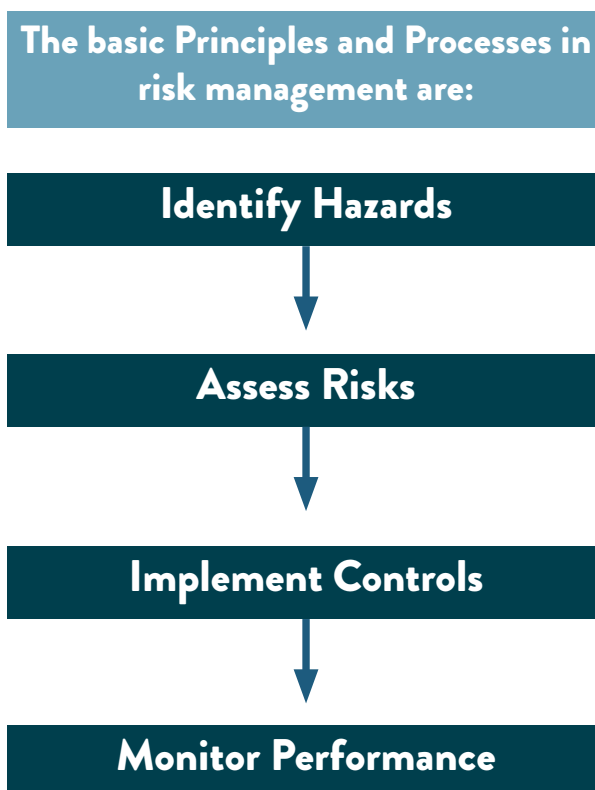 The basic Principles and Processes in
risk management are:
Identify Hazards
Assess Risks
Implement Controls
Monitor Performance